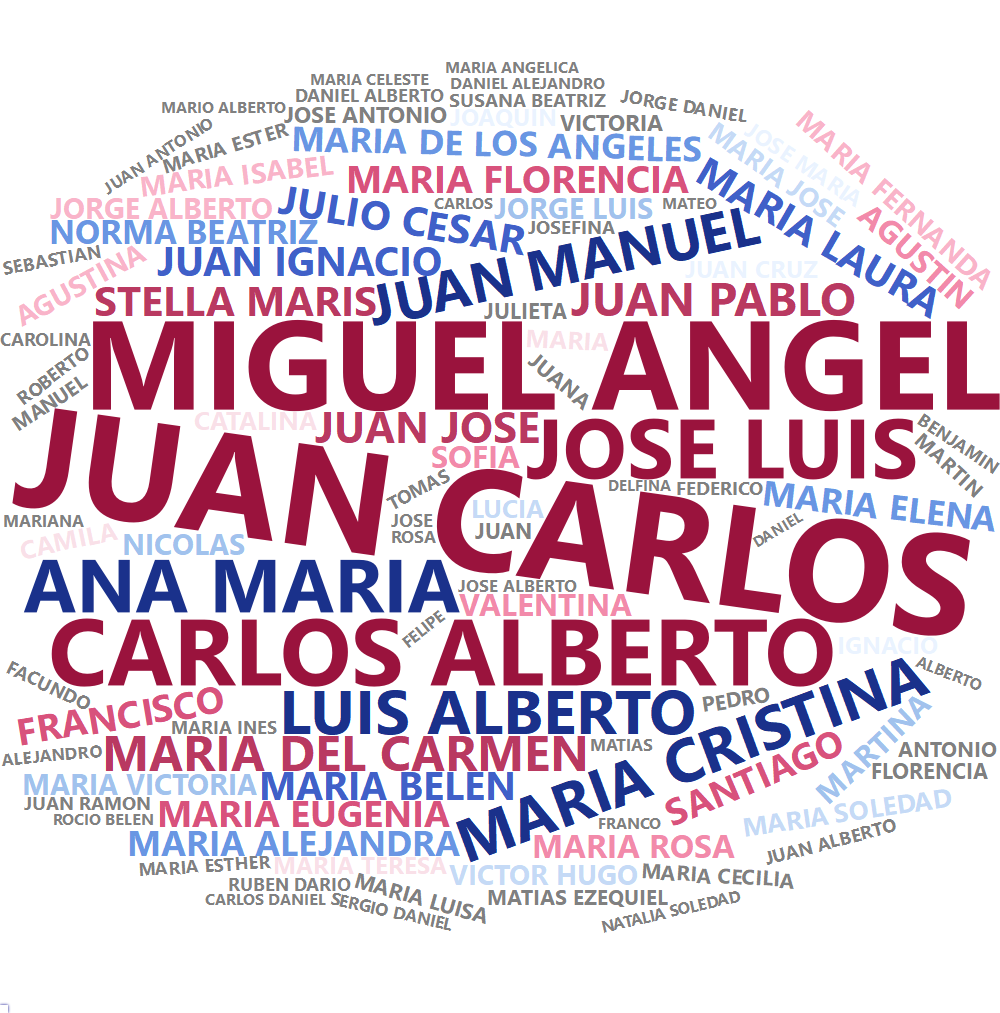 MARIA ANGELICA
MARIA CELESTE
DANIEL ALEJANDRO
DANIEL ALBERTO
SUSANA BEATRIZ
JORGE DANIEL
MARIO ALBERTO
JOSE ANTONIO
JOAQUIN
VICTORIA
JUAN ANTONIO
MARIA ESTER
MARIA DE LOS ANGELES
MARIA JOSE
JOSE MARIA
MARIA FERNANDA
MARIA ISABEL
MARIA FLORENCIA
MARIA LAURA
AGUSTIN
JORGE ALBERTO
JULIO CESAR
CARLOS
JORGE LUIS
MATEO
NORMA BEATRIZ
JOSEFINA
SEBASTIAN
AGUSTINA
JUAN IGNACIO
JUAN MANUEL
JUAN CRUZ
STELLA MARIS
JULIETA
JUAN PABLO
CAROLINA
MIGUEL ANGEL
MARIA
ROBERTO
MANUEL
JUANA
CATALINA
JUAN JOSE
JOSE LUIS
BENJAMIN
MARTIN
SOFIA
JUAN CARLOS
TOMAS
DELFINA
FEDERICO
MARIA ELENA
MARIANA
JOSE
ROSA
LUCIA
JUAN
DANIEL
CAMILA
NICOLAS
ANA MARIA
JOSE ALBERTO
VALENTINA
FELIPE
CARLOS ALBERTO
IGNACIO
ALBERTO
FACUNDO
FRANCISCO
MARIA INES
LUIS ALBERTO
PEDRO
MARIA CRISTINA
MARTINA
ALEJANDRO
MARIA DEL CARMEN
MATIAS
SANTIAGO
ANTONIO
FLORENCIA
MARIA VICTORIA
MARIA BELEN
JUAN RAMON
ROCIO BELEN
MARIA EUGENIA
FRANCO
MARIA SOLEDAD
MARIA ALEJANDRA
MARIA ROSA
JUAN ALBERTO
MARIA ESTHER
MARIA TERESA
VICTOR HUGO
MARIA CECILIA
RUBEN DARIO
MARIA LUISA
CARLOS DANIEL
SERGIO DANIEL
MATIAS EZEQUIEL
NATALIA SOLEDAD